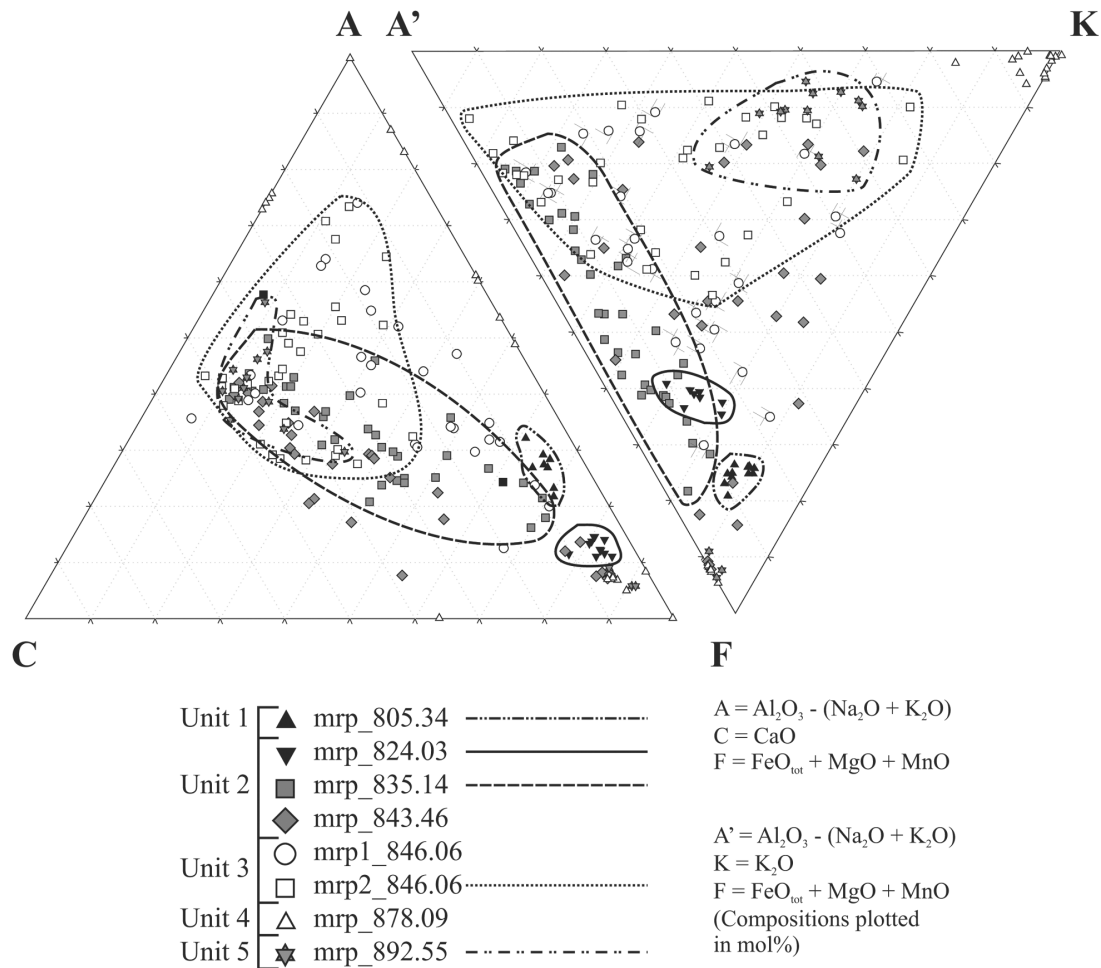 A A’ K
C F
Unit 1 mrp_805.34
mrp_824.03
Unit 2 mrp_835.14
mrp_843.46
Unit 3 mrp1_846.06
mrp2_846.06
Unit 4 mrp_878.09
Unit 5 mrp_892.55
A = Al₂O₃ - (Na₂O + K₂O)
C = CaO
F = FeOₜₒₜ + MgO + MnO
A’ = Al₂O₃ - (Na₂O + K₂O)
K = K₂O
F = FeOₜₒₜ + MgO + MnO
(Compositions plotted
in mol%)